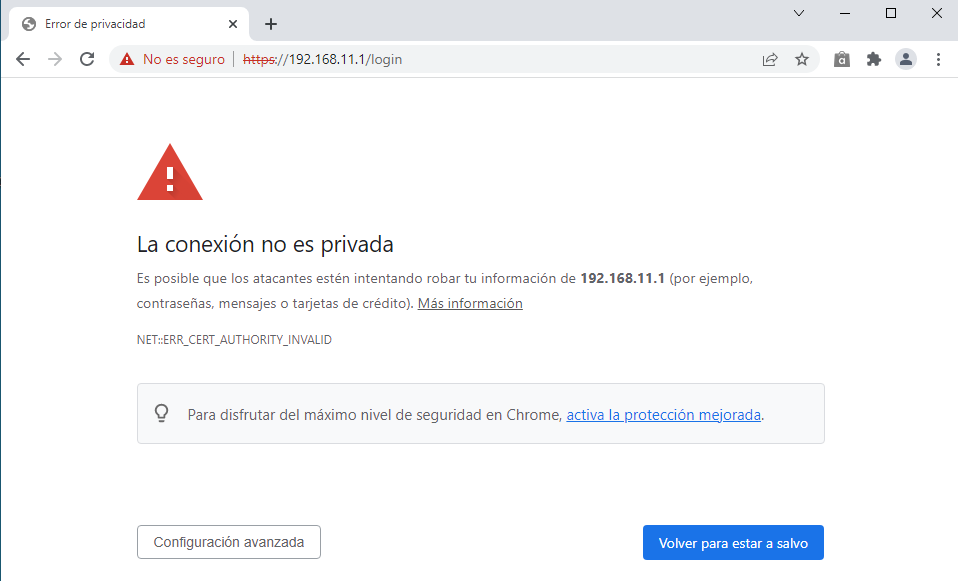 Error de privacidad
No es seguro https://192.168.11.1/login
La conexión no es privada
Es posible que los atacantes estén intentando robar tu información de 192.168.11.1 (por ejemplo,
contraseñas, mensajes o tarjetas de crédito). Más información
NET::ERR_CERT_AUTHORITY_INVALID
Para disfrutar del máximo nivel de seguridad en Chrome, activa la protección mejorada.
Configuración avanzada
Volver para estar a salvo